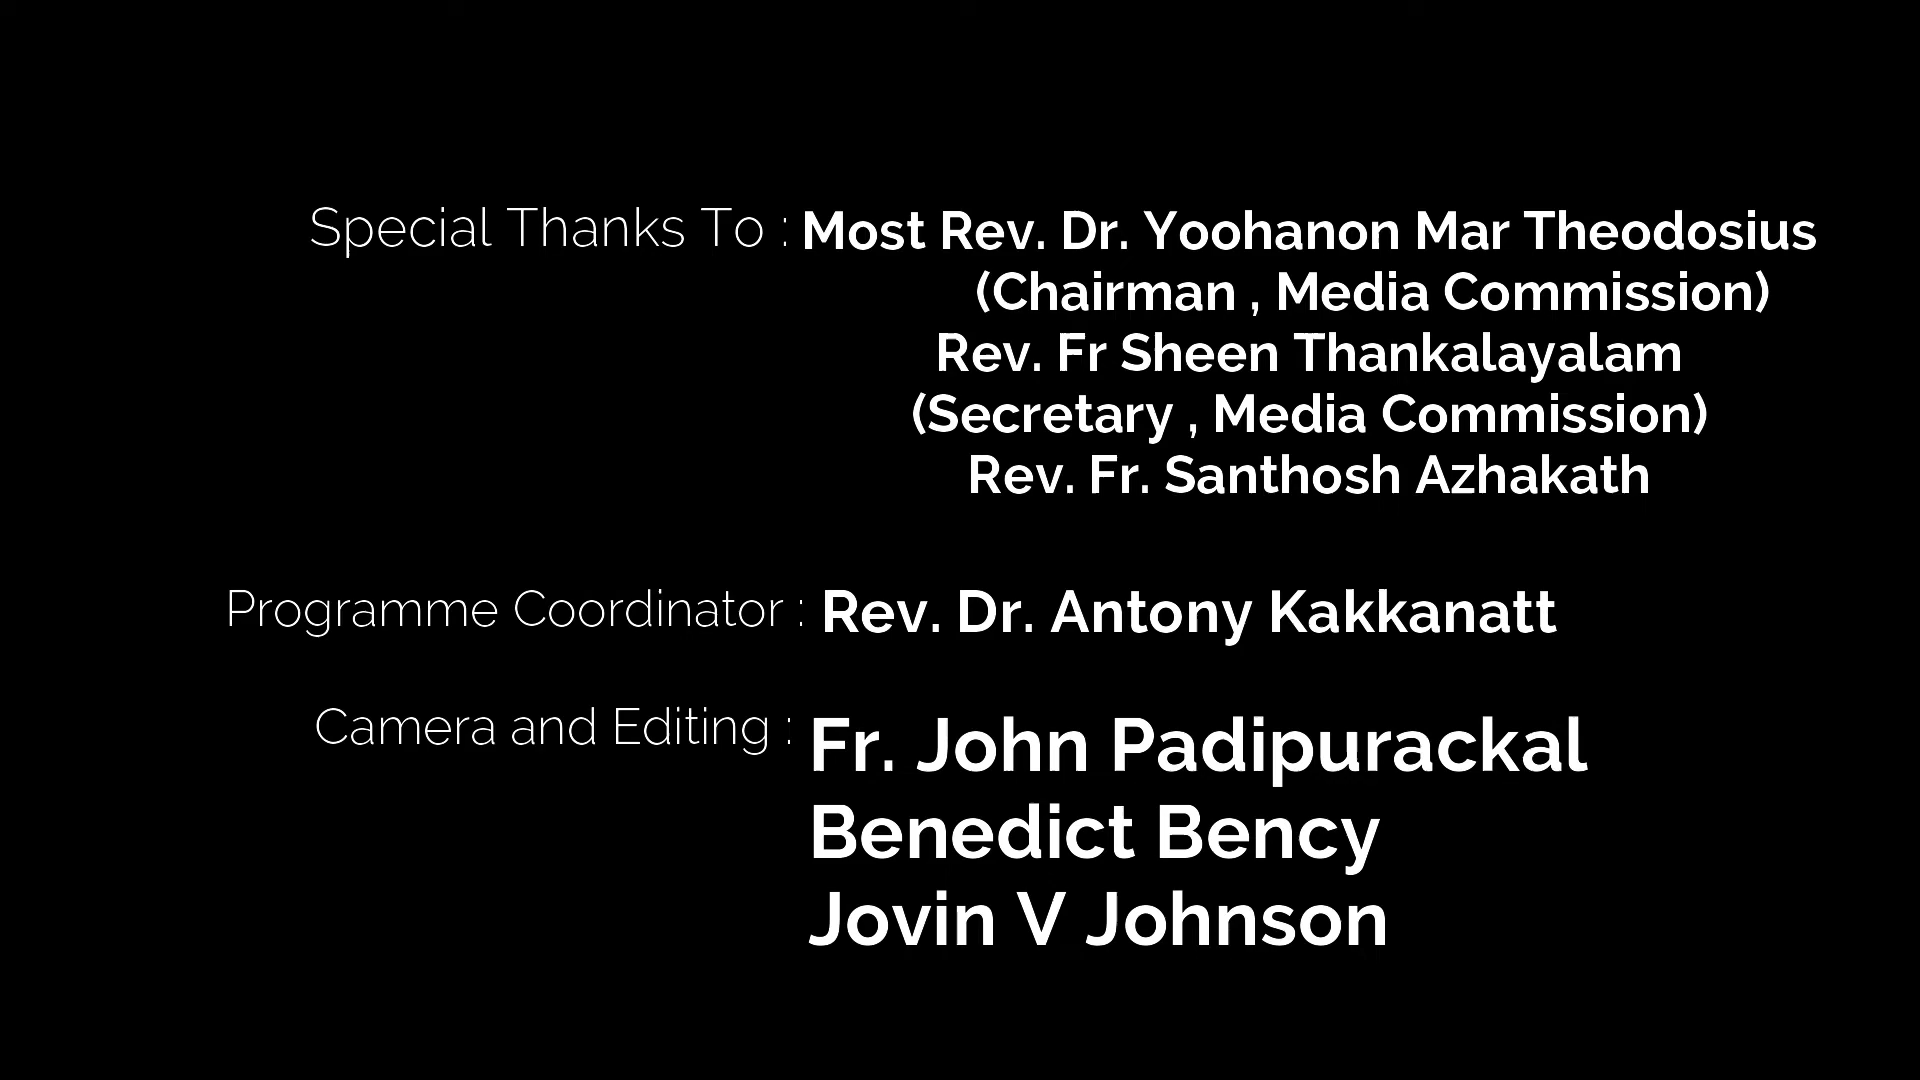 Special Thanks To : Most Rev. Dr. Yoohanon Mar Theodosius
(Chairman , Media Commission)
Rev. Fr Sheen Thankalayalam
(Secretary , Media Commission)
Rev. Fr. Santhosh Azhakath
Programme Coordinator : Rev. Dr. Antony Kakkanatt
Camera and Editing : Fr. John Padipurackal
Benedict Bency
Jovin V Johnson